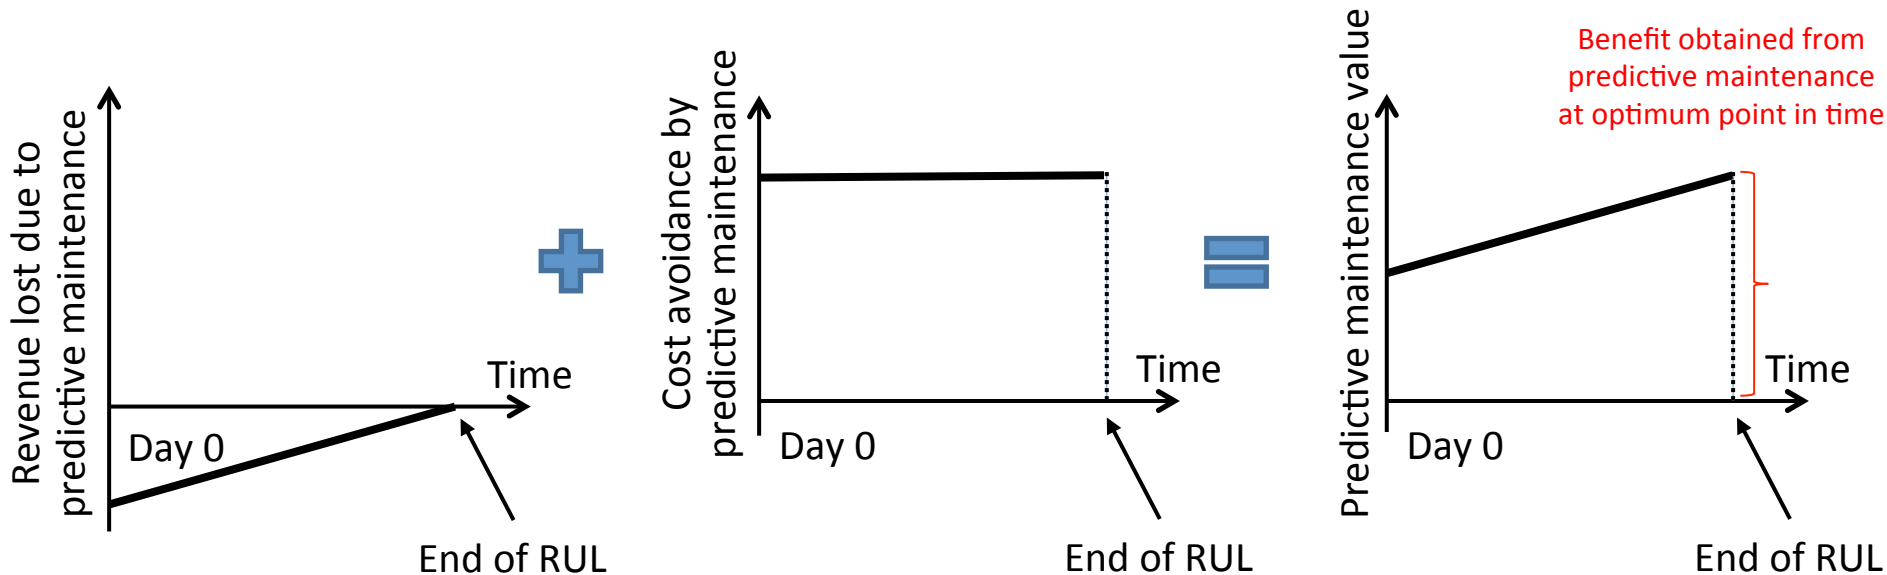 Revenue lost due to
predictive maintenance
Time
Day 0
End of RUL
Cost avoidance by
predictive maintenance
Time
Day 0
End of RUL
Predictive maintenance value
Benefit obtained from
predictive maintenance
at optimum point in time
Time
Day 0
End of RUL